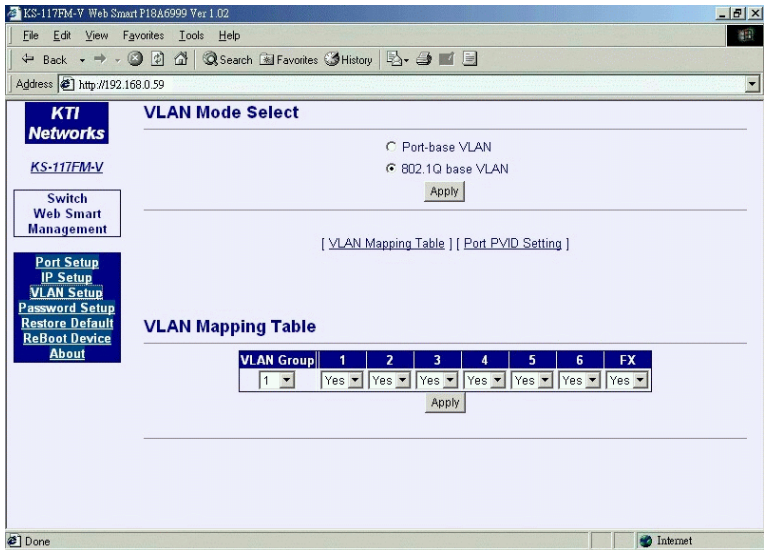 KS-117FM-V Web Smart P18A6999 Ver 1.02
File Edit View Favorites Tools Help
Back Search Favorites History
Address http://192.168.0.59
KTI
Networks
KS-117FM-V
Switch
Web Smart
Management
Port Setup
IP Setup
VLAN Setup
Password Setup
Restore Default
ReBoot Device
About
VLAN Mode Select
Port-base VLAN
802.1Q base VLAN
Apply
[ VLAN Mapping Table ] [ Port PVID Setting ]
VLAN Mapping Table
VLAN Group 1 2 3 4 5 6 FX
1 Yes Yes Yes Yes Yes Yes Yes
Apply
Done Internet